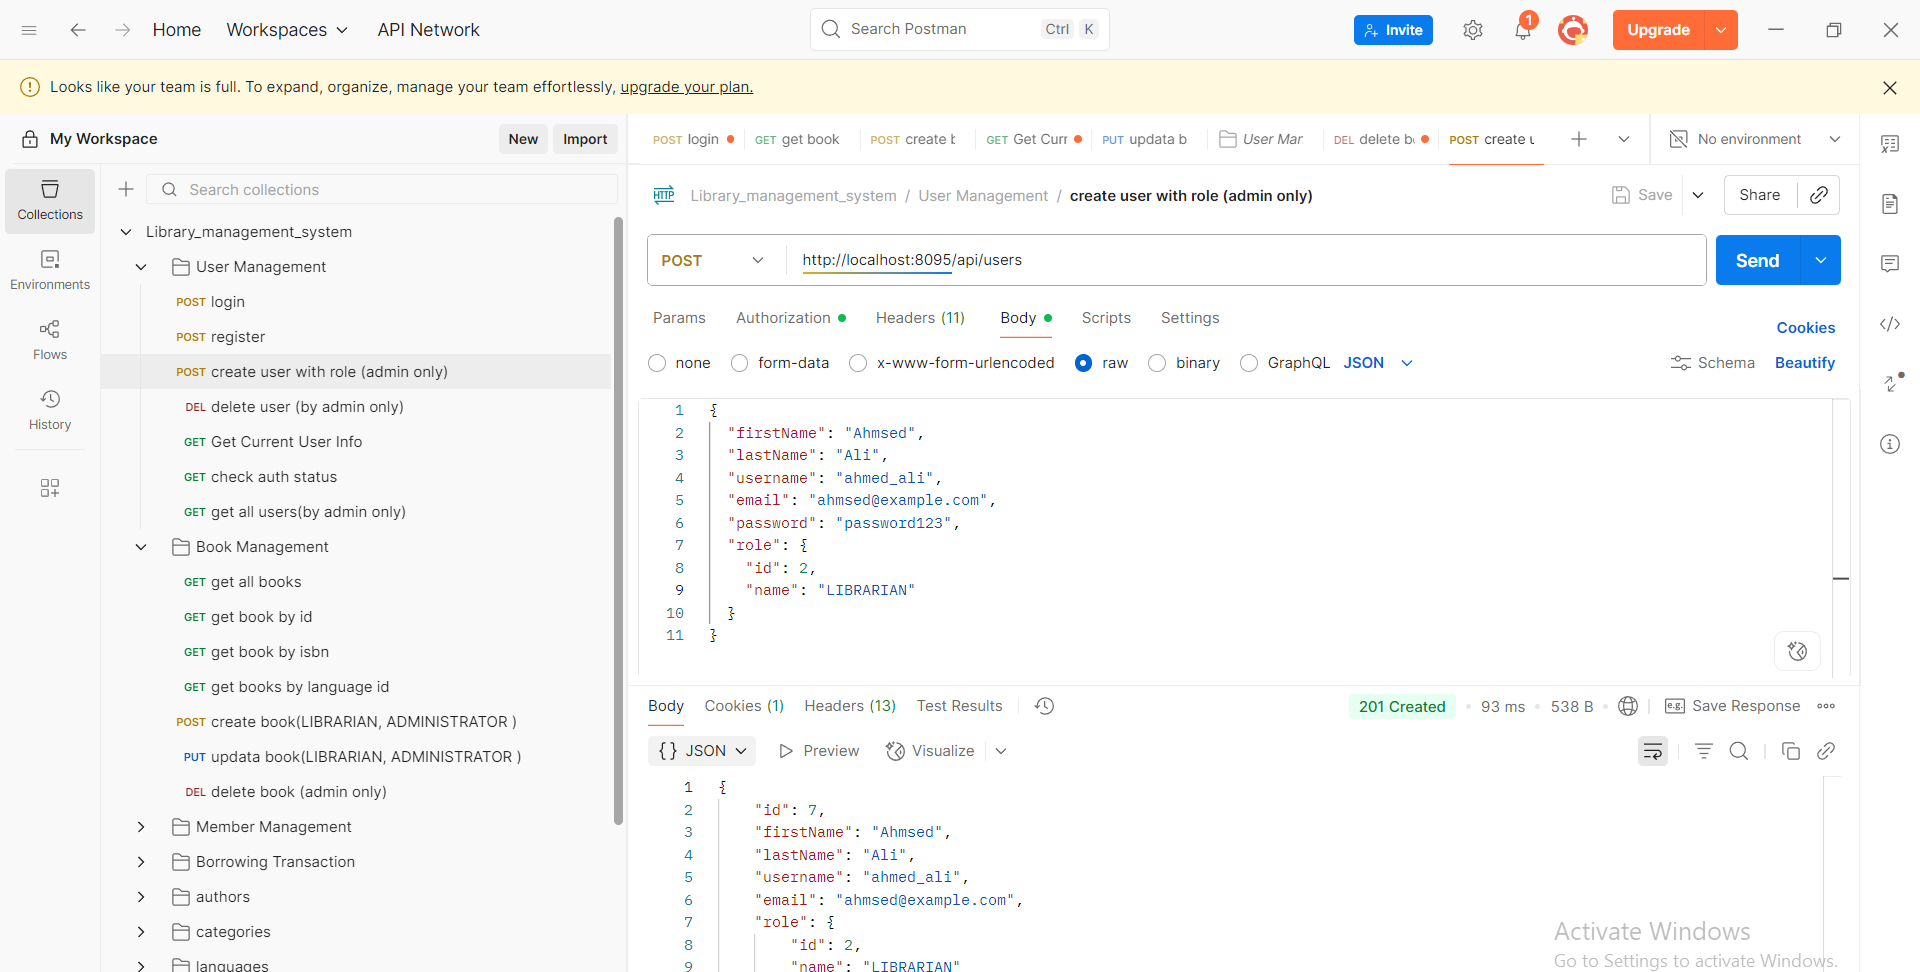 Home Workspaces API Network Search Postman Ctrl K Invite 1 Upgrade
Looks like your team is full. To expand, organize, manage your team effortlessly, upgrade your plan.
My Workspace New Import
POST login GET get book POST create b GET Get Curr PUT updata b User Mar DEL delete b POST create u No environment
Collections
Environments
Flows
History
Search collections
Library_management_system
User Management
POST login
POST register
POST create user with role (admin only)
DEL delete user (by admin only)
GET Get Current User Info
GET check auth status
GET get all users(by admin only)
Book Management
GET get all books
GET get book by id
GET get book by isbn
GET get books by language id
POST create book(LIBRARIAN, ADMINISTRATOR )
PUT updata book(LIBRARIAN, ADMINISTRATOR )
DEL delete book (admin only)
Member Management
Borrowing Transaction
authors
categories
languages
HTTP Library_management_system / User Management / create user with role (admin only) Save Share
POST http://localhost:8095/api/users Send
Params Authorization Headers (11) Body Scripts Settings Cookies
none form-data x-www-form-urlencoded raw binary GraphQL JSON Schema Beautify
1 {
2 "firstName": "Ahmsed",
3 "lastName": "Ali",
4 "username": "ahmed_ali",
5 "email": "ahmsed@example.com",
6 "password": "password123",
7 "role": {
8 "id": 2,
9 "name": "LIBRARIAN"
10 }
11 }
Body Cookies (1) Headers (13) Test Results 201 Created 93 ms 538 B e.g. Save Response
{} JSON Preview Visualize
1 {
2 "id": 7,
3 "firstName": "Ahmsed",
4 "lastName": "Ali",
5 "username": "ahmed_ali",
6 "email": "ahmsed@example.com",
7 "role": {
8 "id": 2,
9 "name": "LIBRARIAN"
Activate Windows
Go to Settings to activate Windows.